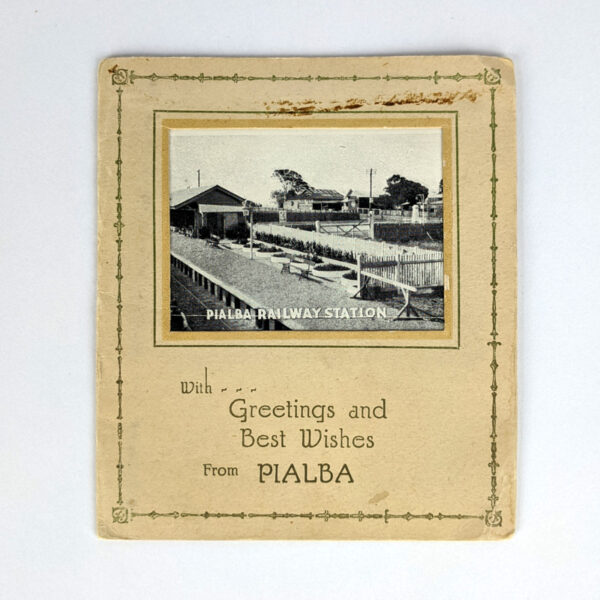 PIALBA RAILWAY STATION
With - - -
Greetings and
Best Wishes
From PIALBA